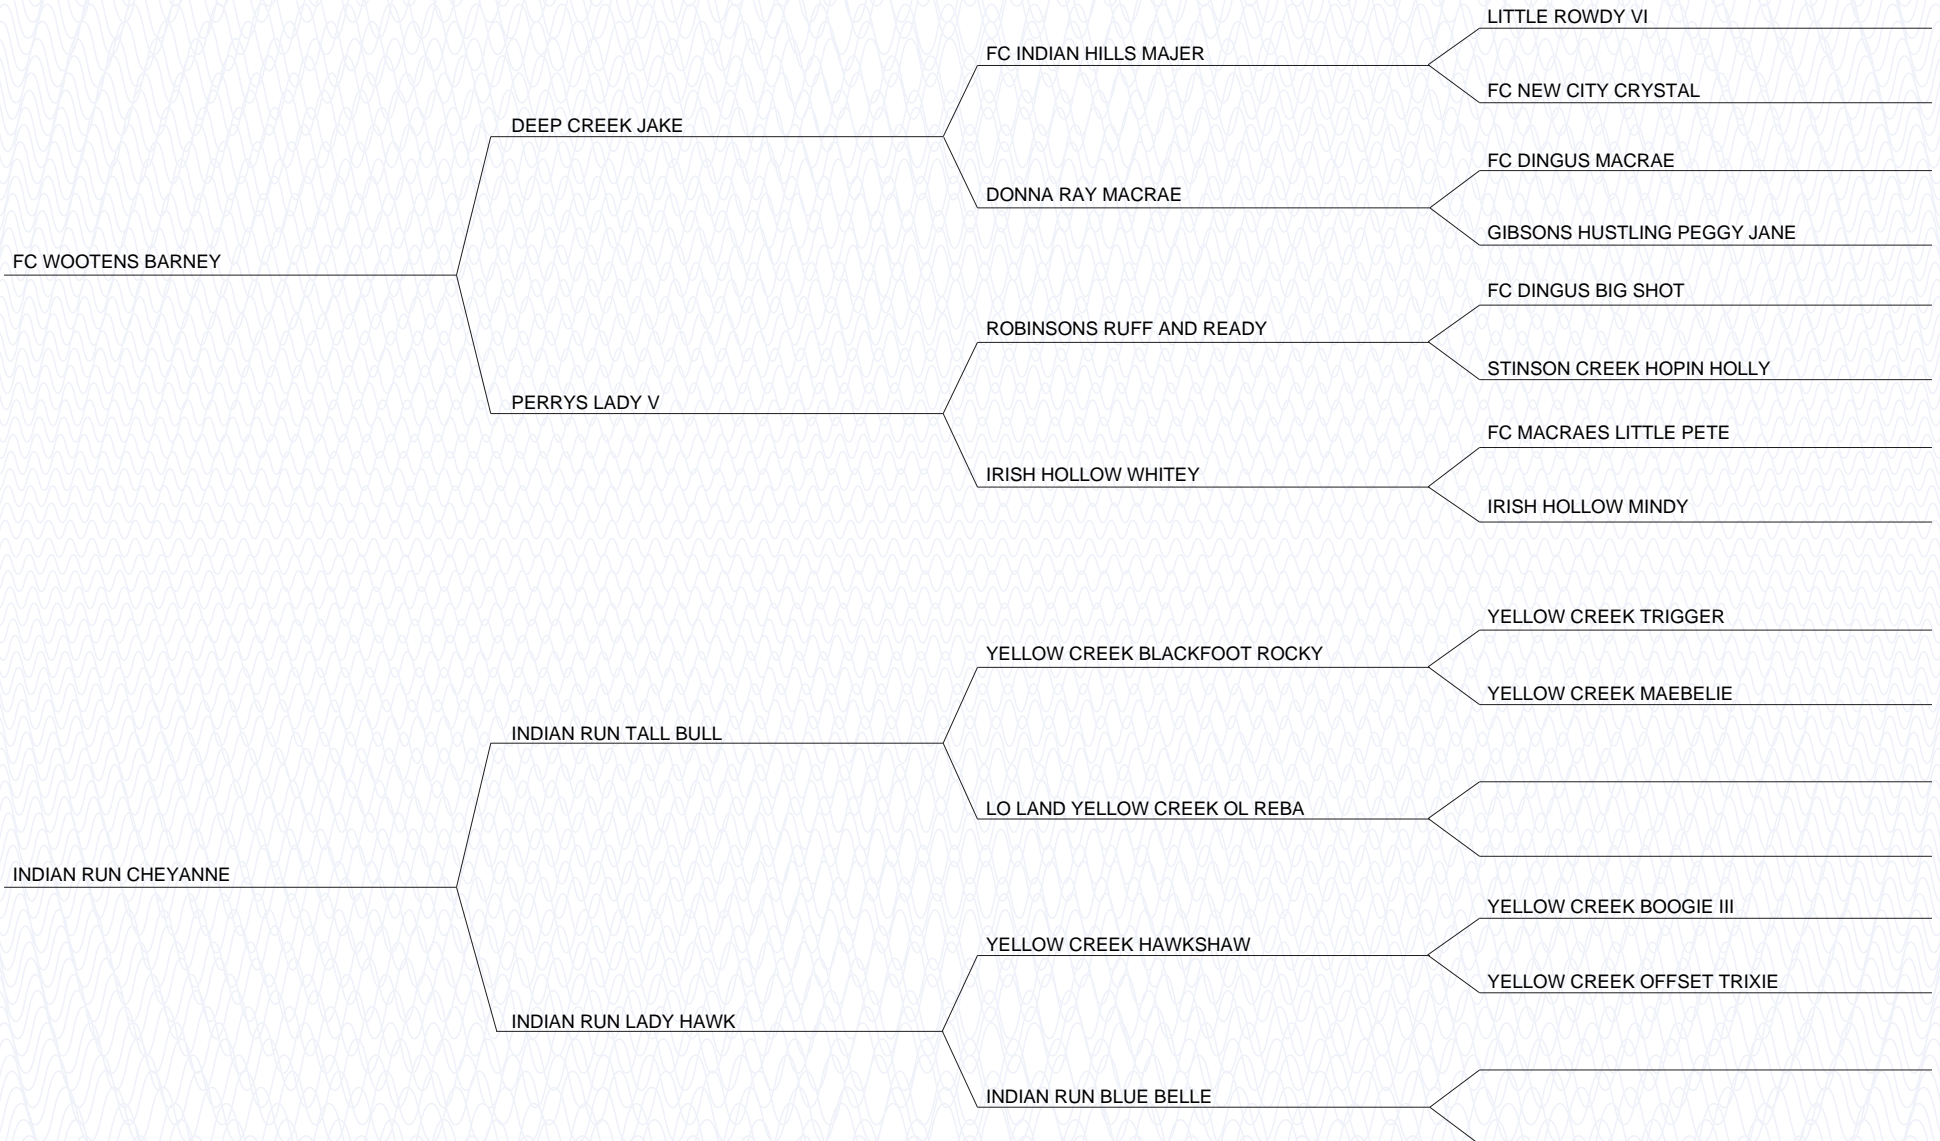 LITTLE ROWDY VI
FC INDIAN HILLS MAJER
FC NEW CITY CRYSTAL
DEEP CREEK JAKE
FC DINGUS MACRAE
DONNA RAY MACRAE
GIBSONS HUSTLING PEGGY JANE
FC WOOTENS BARNEY
FC DINGUS BIG SHOT
ROBINSONS RUFF AND READY
STINSON CREEK HOPIN HOLLY
PERRYS LADY V
FC MACRAES LITTLE PETE
IRISH HOLLOW WHITEY
IRISH HOLLOW MINDY
YELLOW CREEK TRIGGER
YELLOW CREEK BLACKFOOT ROCKY
YELLOW CREEK MAEBELIE
INDIAN RUN TALL BULL
LO LAND YELLOW CREEK OL REBA
INDIAN RUN CHEYANNE
YELLOW CREEK BOOGIE III
YELLOW CREEK HAWKSHAW
YELLOW CREEK OFFSET TRIXIE
INDIAN RUN LADY HAWK
INDIAN RUN BLUE BELLE